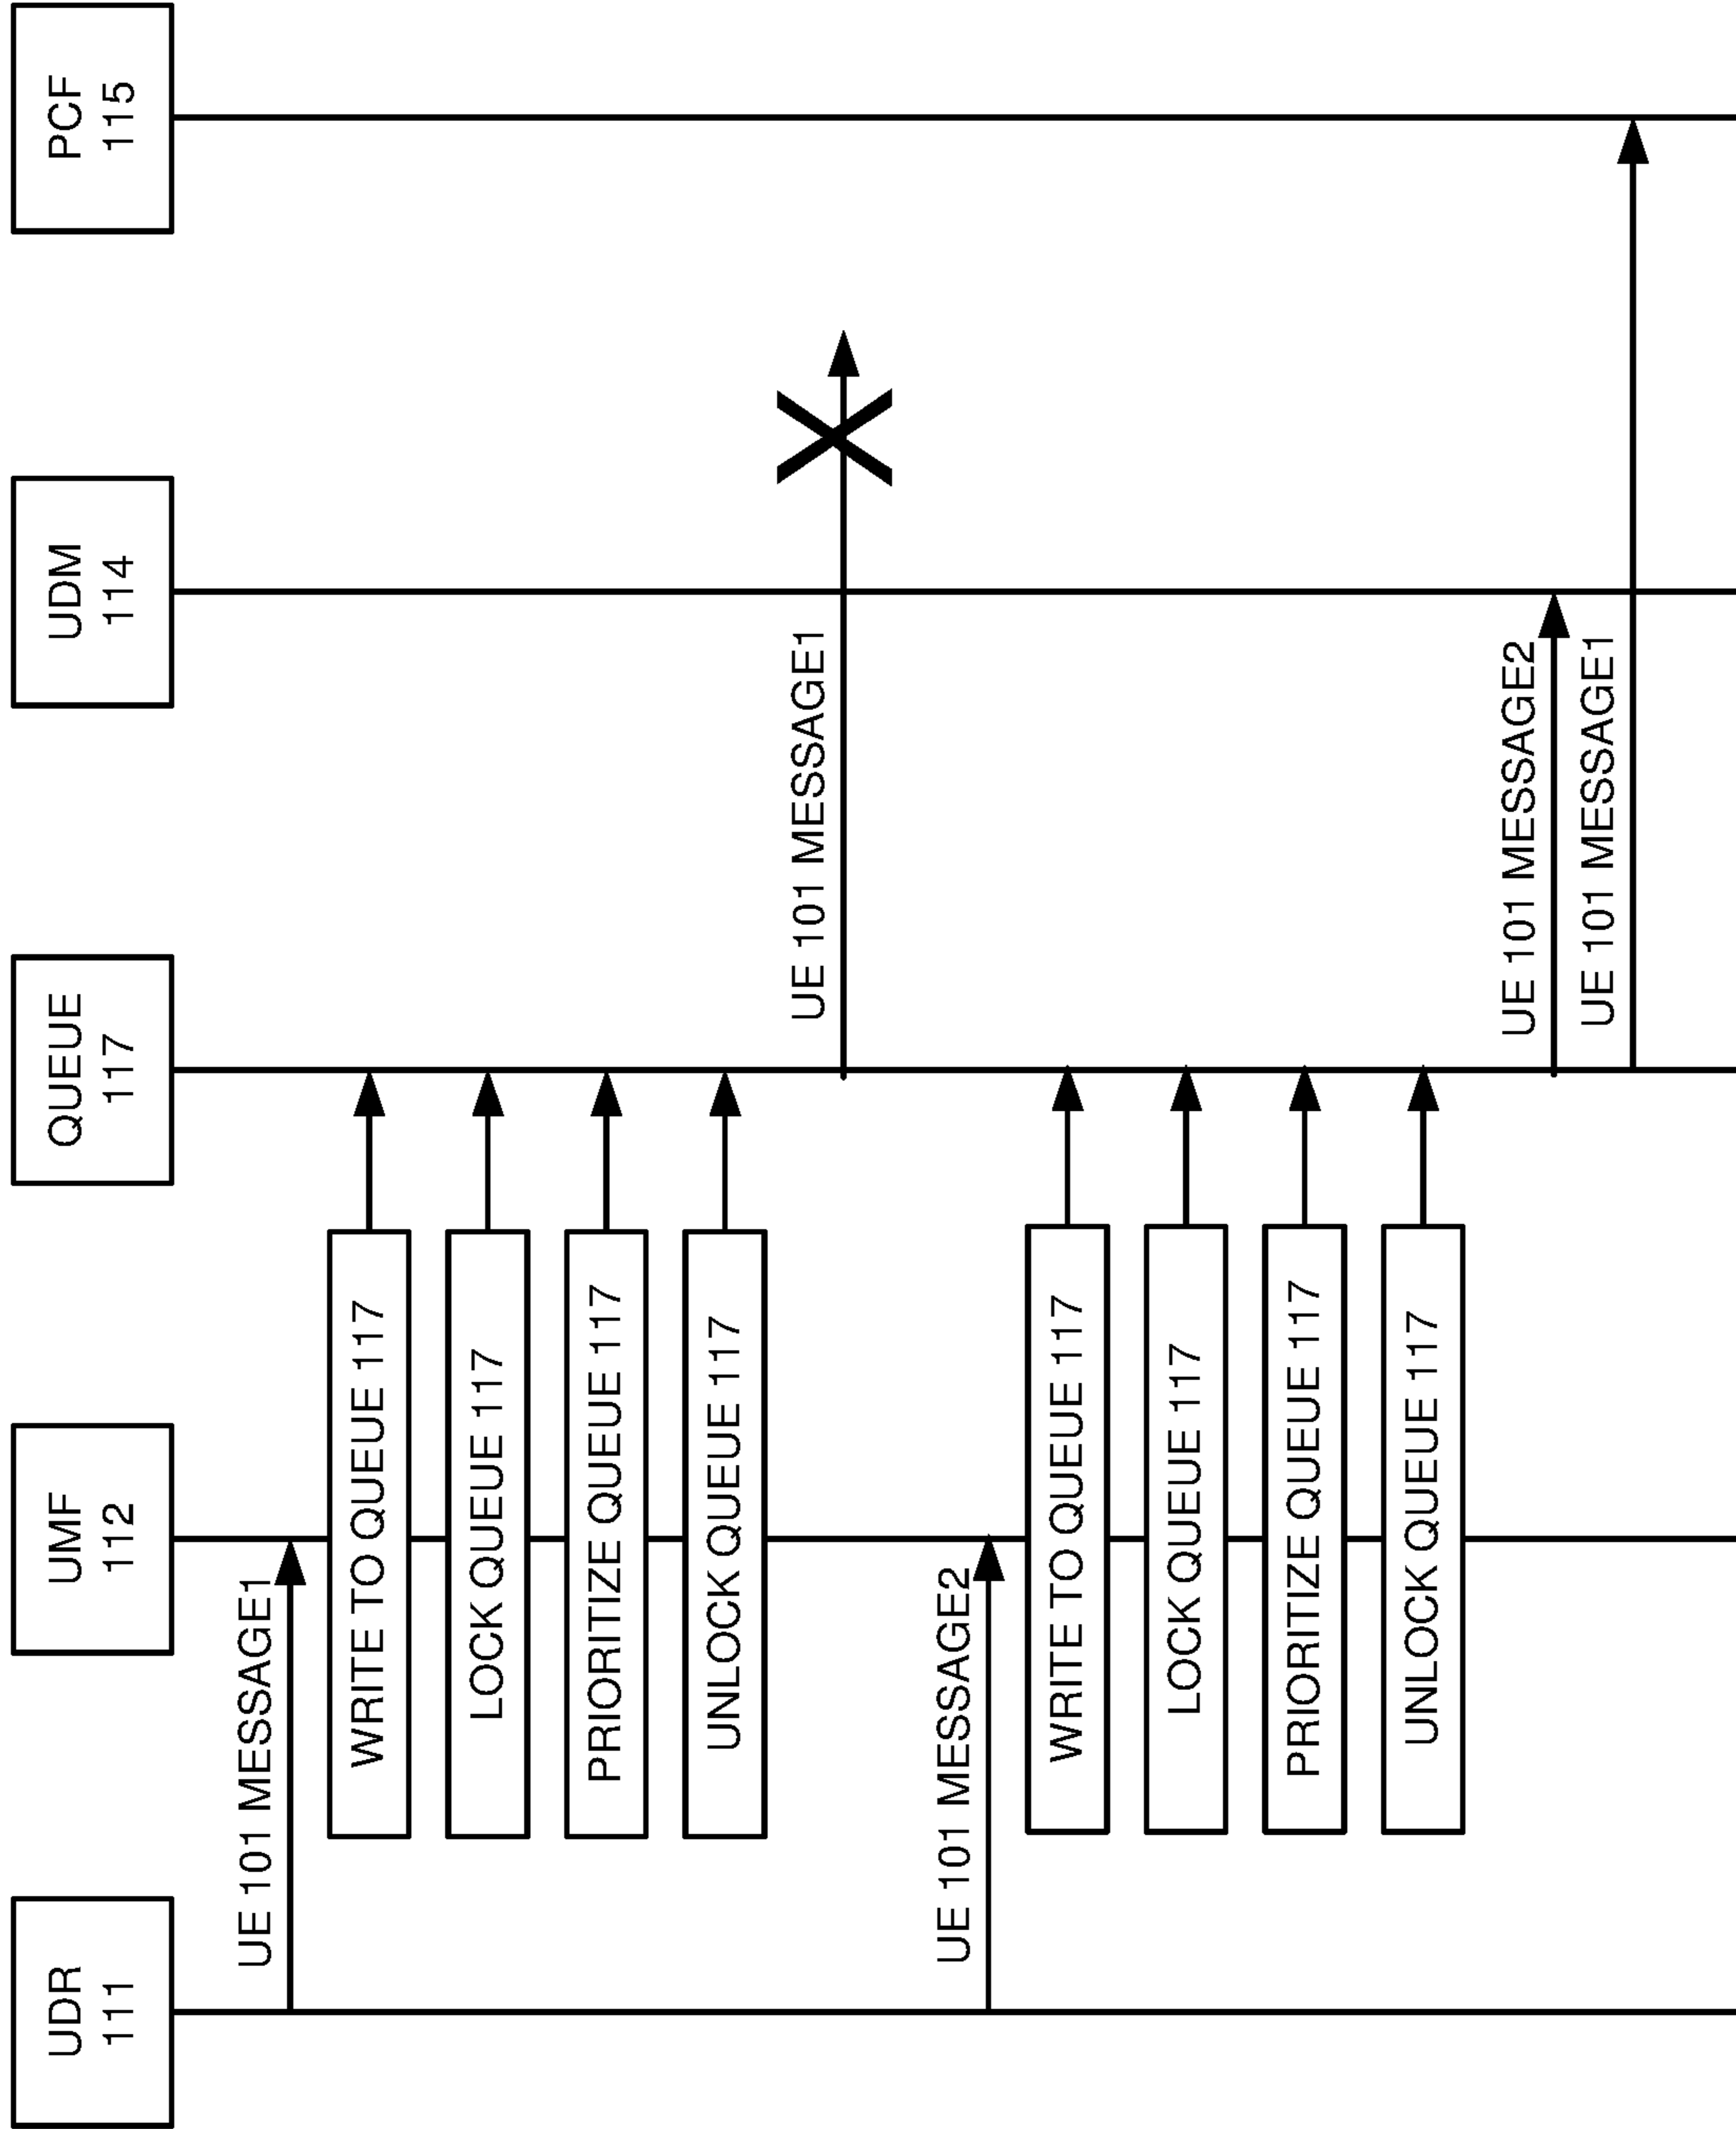 UDR
111
UMF
112
QUEUE
117
UDM
114
PCF
115
UE 101 MESSAGE1
WRITE TO QUEUE 117
LOCK QUEUE 117
PRIORITIZE QUEUE 117
UNLOCK QUEUE 117
UE 101 MESSAGE1
UE 101 MESSAGE2
WRITE TO QUEUE 117
LOCK QUEUE 117
PRIORITIZE QUEUE 117
UNLOCK QUEUE 117
UE 101 MESSAGE2
UE 101 MESSAGE1